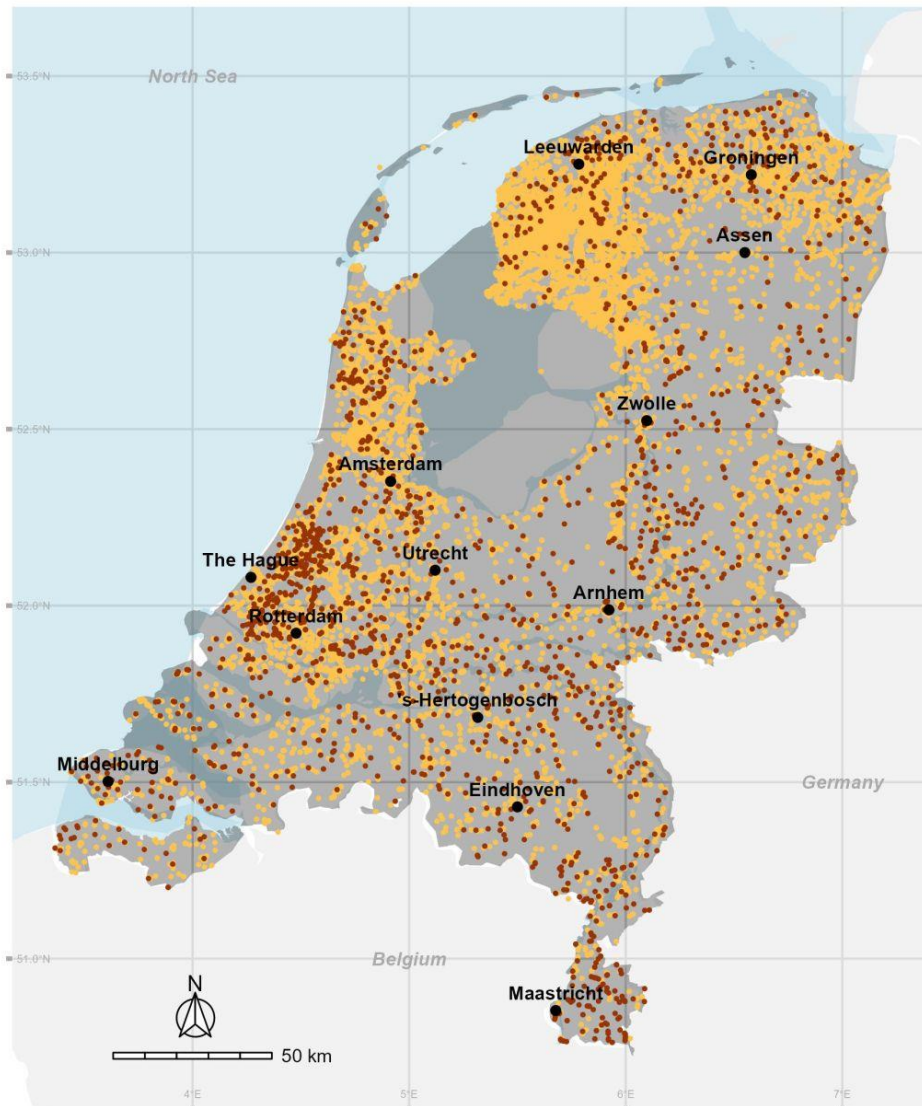 North Sea
53.5°N
Leeuwarden
Groningen
Assen
53.0°N
Zwolle
52.5°N
Amsterdam
Utrecht
The Hague
Arnhem
52.0°N
Rotterdam
's-Hertogenbosch
Middelburg
51.5°N
Eindhoven
Germany
51.0°N
Belgium
Maastricht
N
50 km
4°E
5°E
6°E
7°E